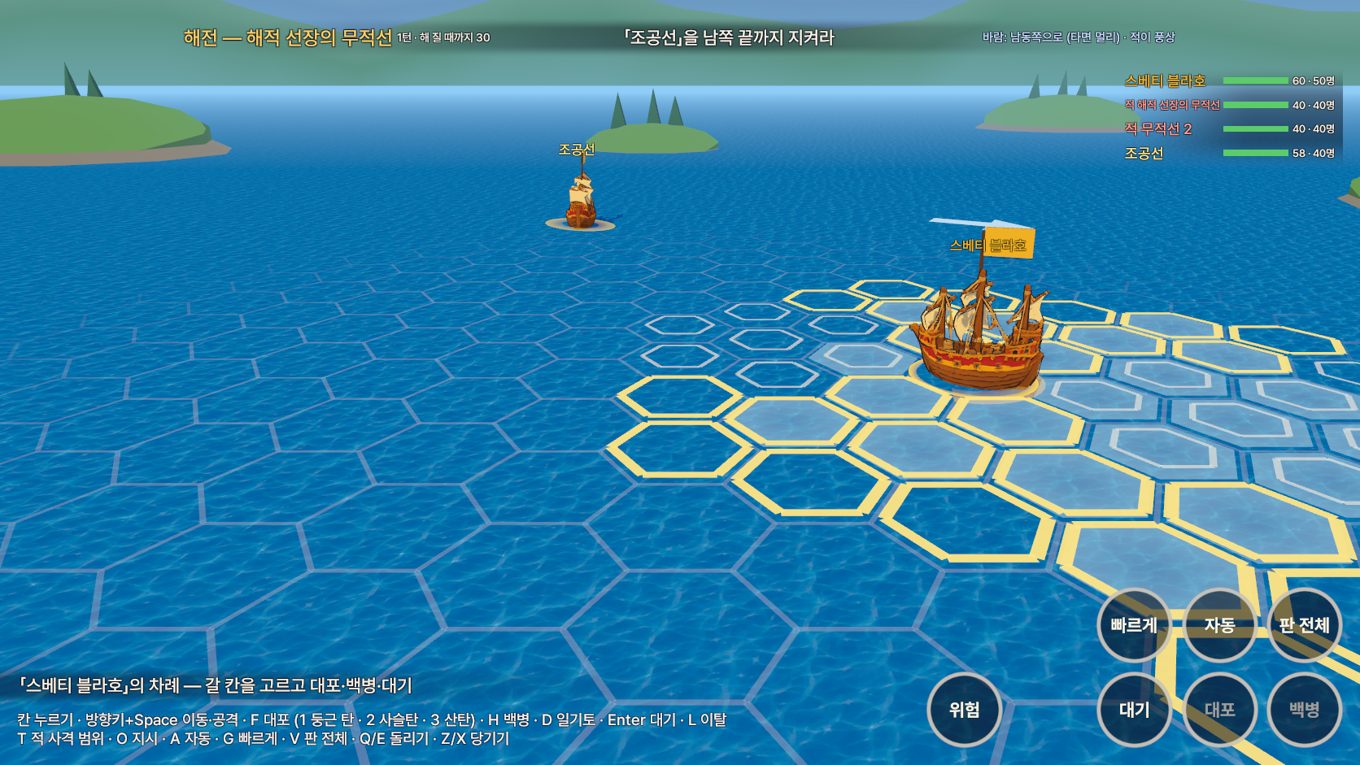 해전 — 해적 선장의 무적선 1턴 · 해 질 때까지 30
「조공선」을 남쪽 끝까지 지켜라
바람: 남동쪽으로 (타면 멀리) · 적이 풍상
스베티 블라호 60 · 50명
적 해적 선장의 무적선 40 · 40명
적 무적선 2 40 · 40명
조공선 58 · 40명
조공선
스베티 블라호
빠르게
자동
판 전체
위험
대기
대포
백병
「스베티 블라호」의 차례 — 갈 칸을 고르고 대포·백병·대기
칸 누르기 · 방향키+Space 이동·공격 · F 대포 (1 둥근 탄 · 2 사슬탄 · 3 산탄) · H 백병 · D 일기토 · Enter 대기 · L 이탈
T 적 사격 범위 · O 지시 · A 자동 · G 빠르게 · V 판 전체 · Q/E 돌리기 · Z/X 당기기